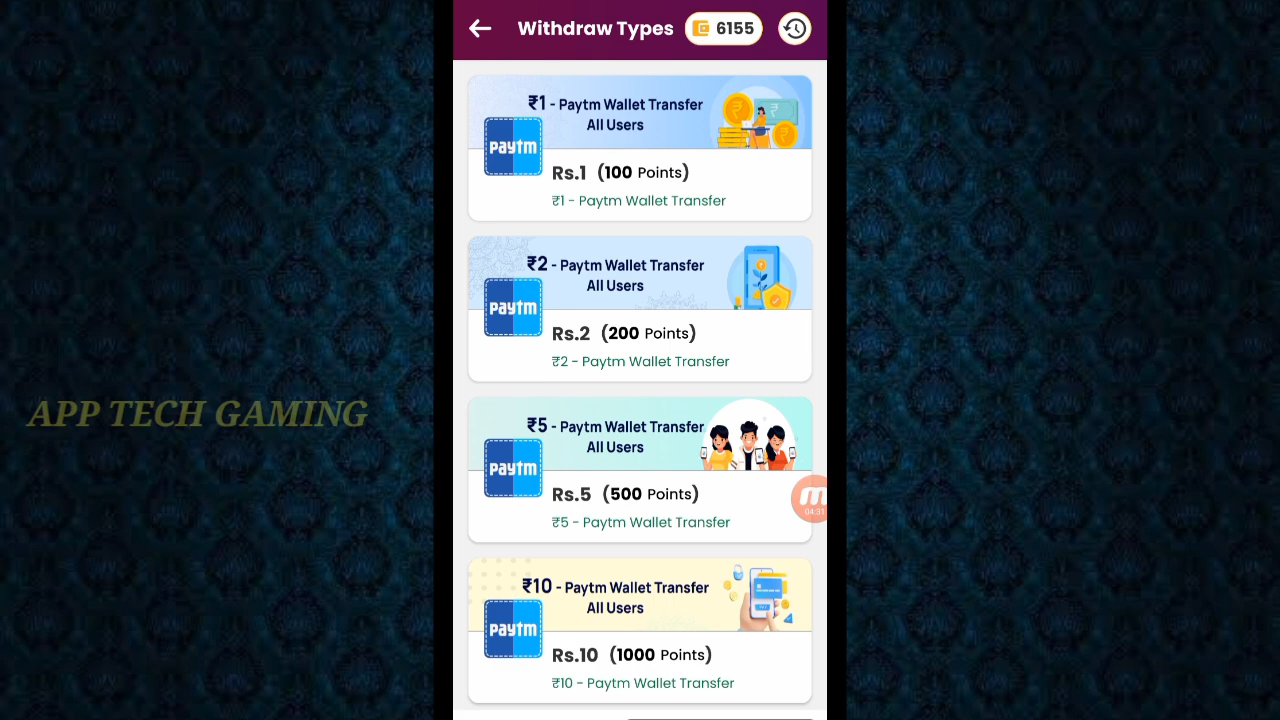 Withdraw Types
6155
₹1 - Paytm Wallet Transfer
All Users
paytm
Rs.1 (100 Points)
₹1 - Paytm Wallet Transfer
₹2 - Paytm Wallet Transfer
All Users
paytm
Rs.2 (200 Points)
₹2 - Paytm Wallet Transfer
APP TECH GAMING
₹5 - Paytm Wallet Transfer
All Users
paytm
Rs.5 (500 Points)
04:31
₹5 - Paytm Wallet Transfer
₹10 - Paytm Wallet Transfer
All Users
paytm
Rs.10 (1000 Points)
₹10 - Paytm Wallet Transfer